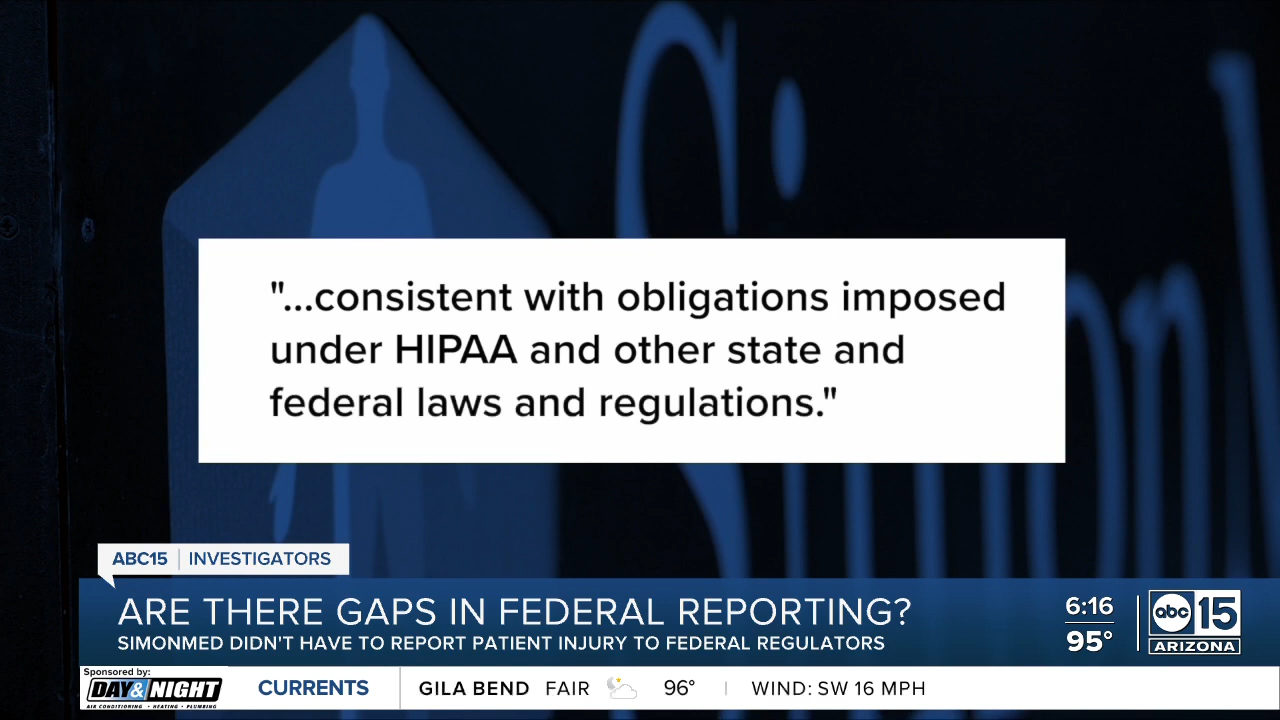 Simon
"...consistent with obligations imposed
under HIPAA and other state and
federal laws and regulations."
ABC15 | INVESTIGATORS
ARE THERE GAPS IN FEDERAL REPORTING?
SIMONMED DIDN'T HAVE TO REPORT PATIENT INJURY TO FEDERAL REGULATORS
6:16
95°
abc 15
ARIZONA
Sponsored by:
DAY & NIGHT
AIR CONDITIONING • HEATING • PLUMBING
CURRENTS
GILA BEND FAIR 96° | WIND: SW 16 MPH